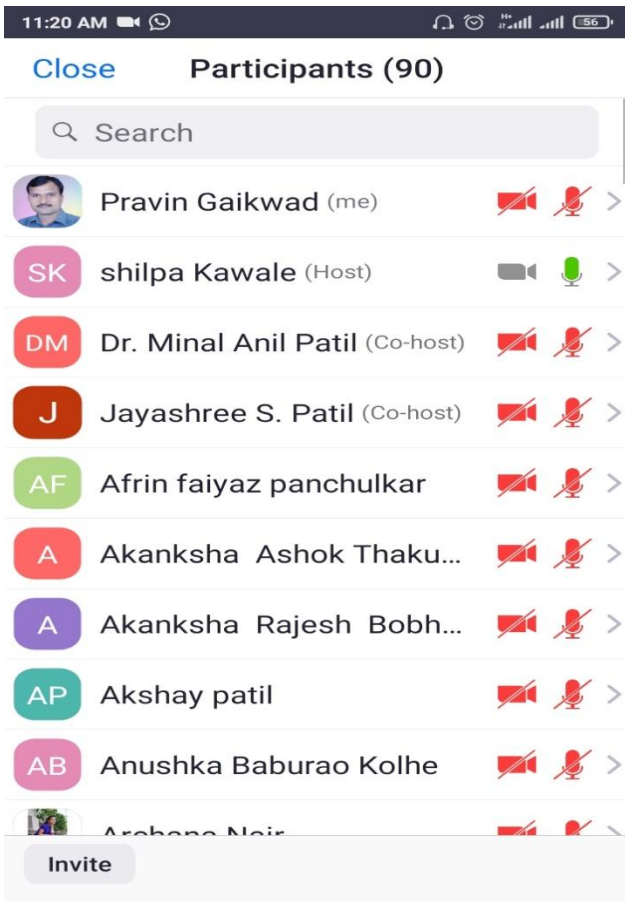 11:20 AM 56
Close Participants (90)
Search
Pravin Gaikwad (me)
SK shilpa Kawale (Host)
DM Dr. Minal Anil Patil (Co-host)
J Jayashree S. Patil (Co-host)
AF Afrin faiyaz panchulkar
A Akanksha Ashok Thaku...
A Akanksha Rajesh Bobh...
AP Akshay patil
AB Anushka Baburao Kolhe
Archana Nair
Invite